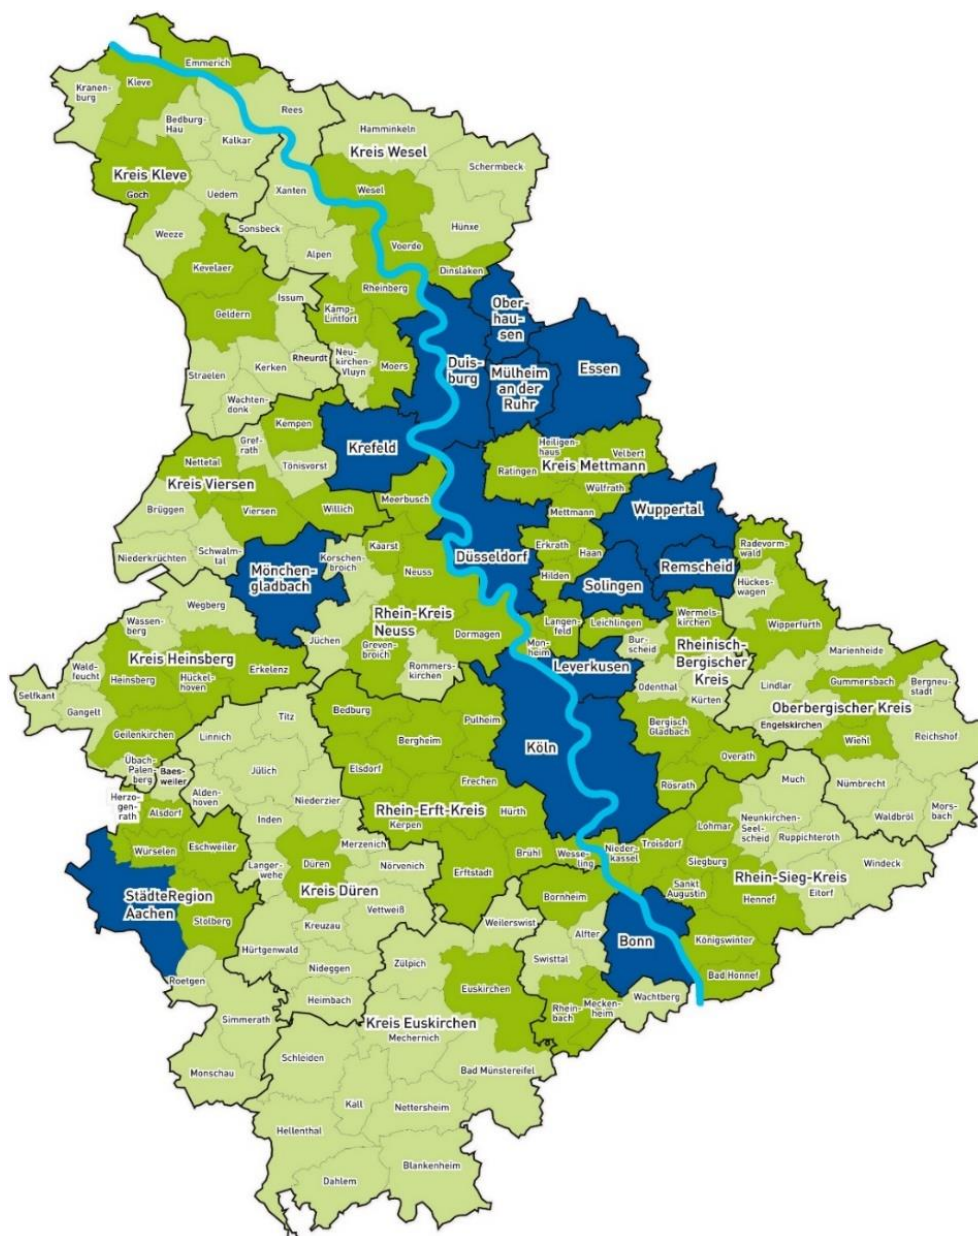 Emmerich
Kleve
Kranen-
burg
Rees
Bedburg-
Hau
Kalkar
Hamminkeln
Kreis Wesel
Schermbeck
Kreis Kleve
Goch
Uedem
Xanten
Wesel
Weeze
Sonsbeck
Alpen
Voerde
Hünxe
Kevelaer
Dinslaken
Rheinberg
Issum
Geldern
Kamp-
Lintfort
Ober-
hau-
sen
Duis-
burg
Mülheim
an der
Ruhr
Essen
Straelen
Kerken
Rheurdt
Neu-
kirchen-
Vluyn
Moers
Wachten-
donk
Kempen
Gref-
rath
Krefeld
Nettetal
Tönisvorst
Kreis Viersen
Heiligen-
haus
Velbert
Ratingen
Kreis Mettmann
Wülfrath
Brüggen
Viersen
Willich
Meerbusch
Mettmann
Wuppertal
Niederkrüchten
Schwalm-
tal
Mönchen-
gladbach
Korschen-
broich
Kaarst
Neuss
Düsseldorf
Erkrath
Haan
Hilden
Solingen
Remscheid
Radevorm-
wald
Hückes-
wagen
Wegberg
Wassen-
berg
Rhein-Kreis
Neuss
Dormagen
Langen-
feld
Leichlingen
Wermels-
kirchen
Wipperfürth
Kreis Heinsberg
Jüchen
Greven-
broich
Rommers-
kirchen
Mon-
heim
Leverkusen
Bur-
scheid
Rheinisch-
Bergischer
Kreis
Marienheide
Wald-
feucht
Heinsberg
Hückel-
hoven
Erkelenz
Selfkant
Gangelt
Odenthal
Kürten
Lindlar
Gummersbach
Bergneu-
stadt
Oberbergischer Kreis
Engelskirchen
Reichshof
Geilenkirchen
Linnich
Titz
Bedburg
Pulheim
Bergheim
Köln
Bergisch
Gladbach
Overath
Wiehl
Übach-
Palen-
berg
Baes-
weiler
Jülich
Elsdorf
Frechen
Rösrath
Much
Nümbrecht
Herzo-
gen-
rath
Alsdorf
Alden-
hoven
Niederzier
Rhein-Erft-Kreis
Kerpen
Hürth
Lohmar
Neunkirchen-
Seel-
scheid
Ruppichteroth
Waldbröl
Mors-
bach
Inden
Merzenich
Würselen
Eschweiler
Langer-
wehe
Düren
Nörvenich
Brühl
Wesse-
ling
Nieder-
kassel
Troisdorf
Siegburg
Windeck
Kreis Düren
Erftstadt
Rhein-Sieg-Kreis
Sankt
Augustin
Hennef
Eitorf
StädteRegion
Aachen
Stolberg
Kreuzau
Vettweiß
Weilerswist
Bornheim
Alfter
Bonn
Königswinter
Hürtgenwald
Nideggen
Zülpich
Swisttal
Bad Honnef
Roetgen
Heimbach
Euskirchen
Rhein-
bach
Mecken-
heim
Wachtberg
Simmerath
Kreis Euskirchen
Mechernich
Schleiden
Bad Münstereifel
Monschau
Kall
Nettersheim
Hellenthal
Blankenheim
Dahlem